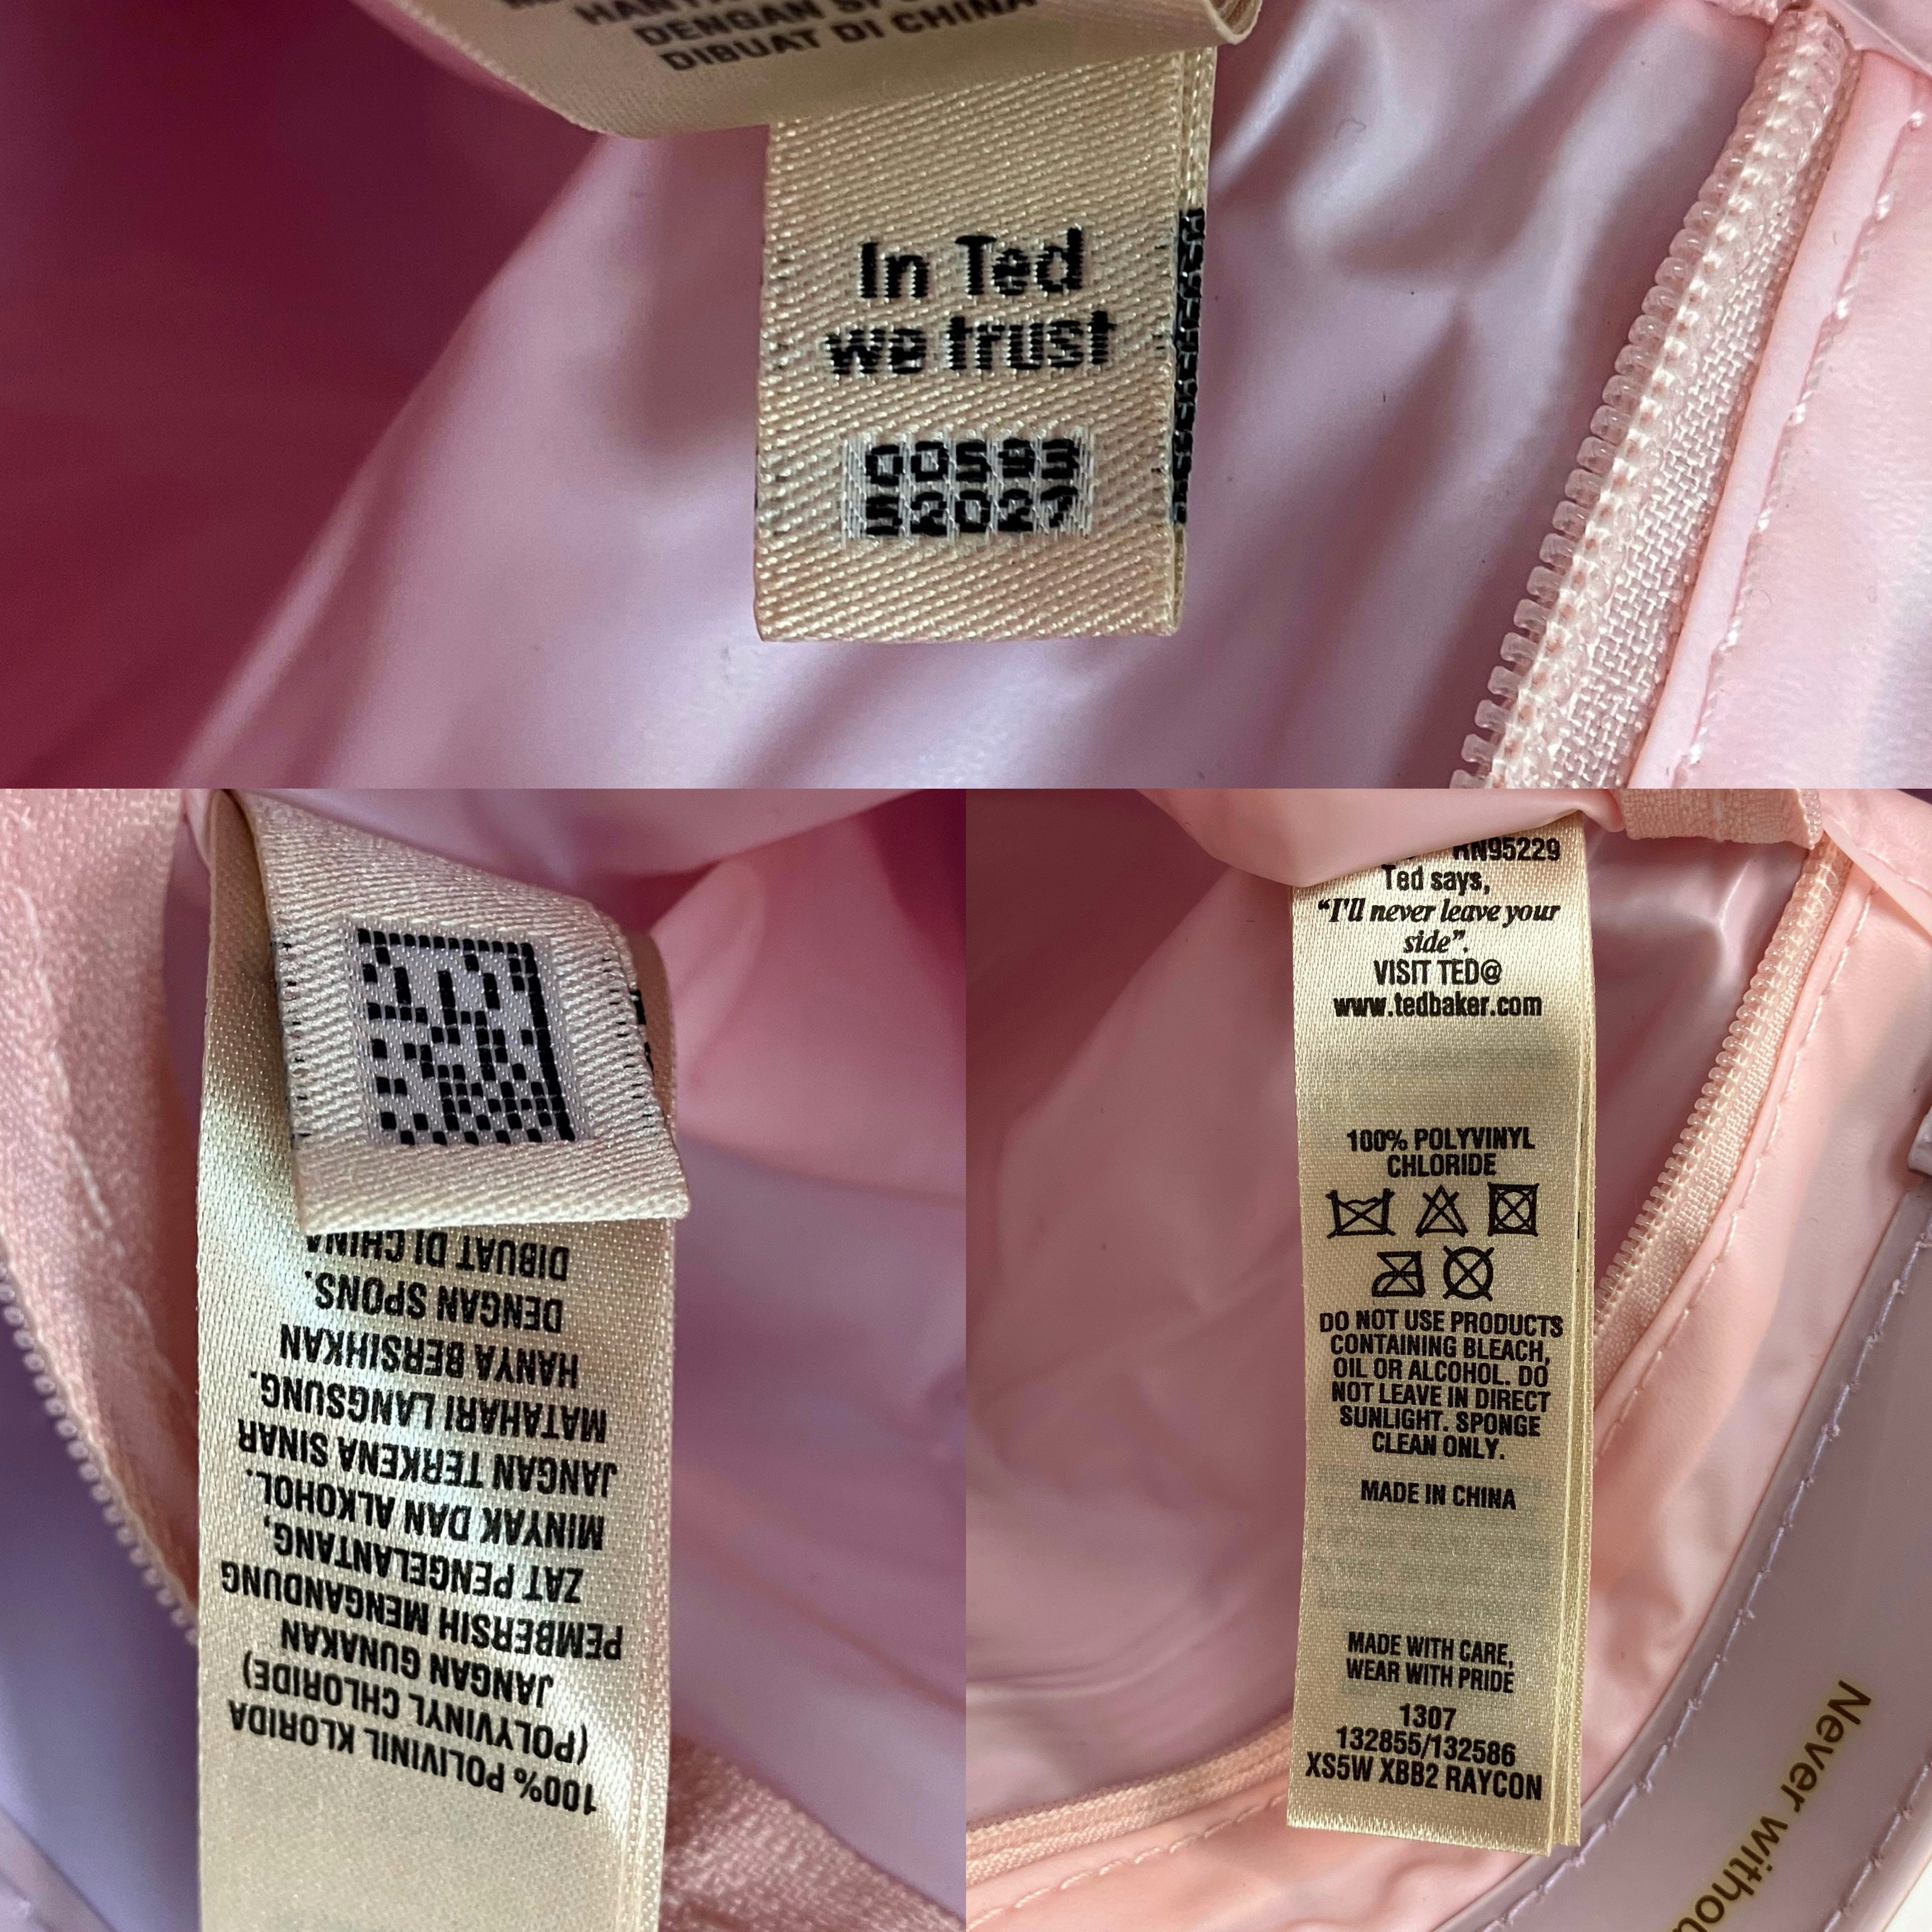 DENGAN
DIBUAT DI CHINA
In Ted
we trust
00593
52027
100% POLIVINIL KLORIDA
(POLYVINYL CHLORIDE)
JANGAN GUNAKAN
PEMBERSIH MENGANDUNG
ZAT PENGELANTANG,
MINYAK DAN ALKOHOL.
JANGAN TERKENA SINAR
MATAHARI LANGSUNG.
HANYA BERSIHKAN
DENGAN SPONS.
DIBUAT DI CHINA
RN95229
Ted says,
“I'll never leave your
side”.
VISIT TED@
www.tedbaker.com
100% POLYVINYL
CHLORIDE
DO NOT USE PRODUCTS
CONTAINING BLEACH,
OIL OR ALCOHOL. DO
NOT LEAVE IN DIRECT
SUNLIGHT. SPONGE
CLEAN ONLY.
MADE IN CHINA
MADE WITH CARE,
WEAR WITH PRIDE
1307
132855/132586
XS5W XBB2 RAYCON
Never